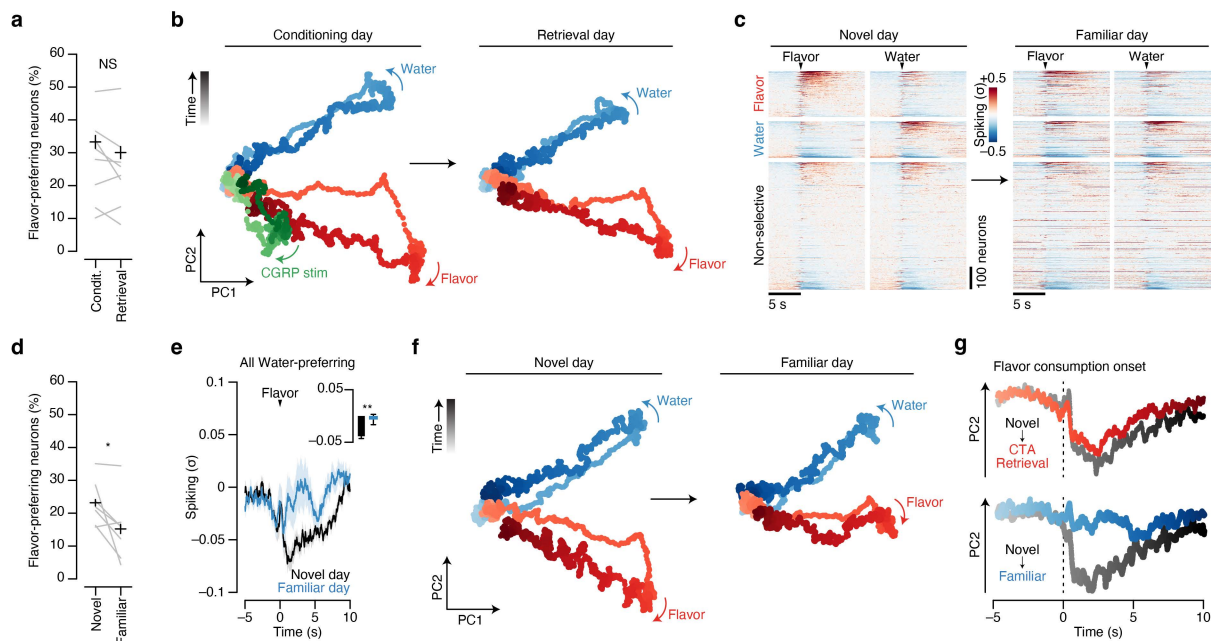 a
Flavor-preferring neurons (%)
60
50
40
30
20
10
0
NS
Condit.
Retrieval
b
Conditioning day
Retrieval day
Time
Water
Water
CGRP stim
Flavor
Flavor
PC2
PC1
c
Novel day
Familiar day
Flavor
Water
Flavor
Water
Flavor
Water
Non-selective
Spiking (σ)
+0.5
−0.5
100 neurons
5 s
5 s
d
Flavor-preferring neurons (%)
60
50
40
30
20
10
0
*
Novel
Familiar
e
All Water-preferring
Flavor
0.1
0.05
0
−0.05
−0.1
Spiking (σ)
0.05
−0.05
**
Novel day
Familiar day
−5
0
5
10
Time (s)
f
Novel day
Familiar day
Time
Water
Water
Flavor
Flavor
PC2
PC1
g
Flavor consumption onset
PC2
Novel
CTA
Retrieval
PC2
Novel
Familiar
−5
0
5
10
Time (s)